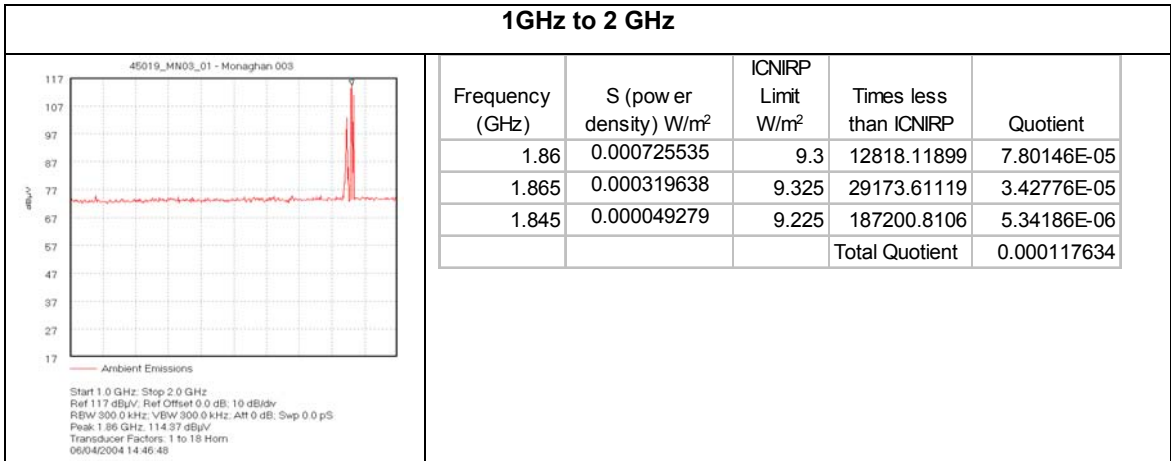 1GHz to 2 GHz
45019_MN03_01 - Monaghan 003
117
107
97
87
77
67
57
47
37
27
17
dBµV
Ambient Emissions
Start 1.0 GHz; Stop 2.0 GHz
Ref 117 dBµV; Ref Offset 0.0 dB; 10 dB/div
RBW 300.0 kHz; VBW 300.0 kHz; Att 0 dB; Swp 0.0 pS
Peak 1.86 GHz, 114.37 dBµV
Transducer Factors: 1 to 18 Horn
06/04/2004 14:46:48
Frequency (GHz) S (pow er density) W/m² ICNIRP Limit W/m² Times less than ICNIRP Quotient
1.86 0.000725535 9.3 12818.11899 7.80146E-05
1.865 0.000319638 9.325 29173.61119 3.42776E-05
1.845 0.000049279 9.225 187200.8106 5.34186E-06
Total Quotient 0.000117634